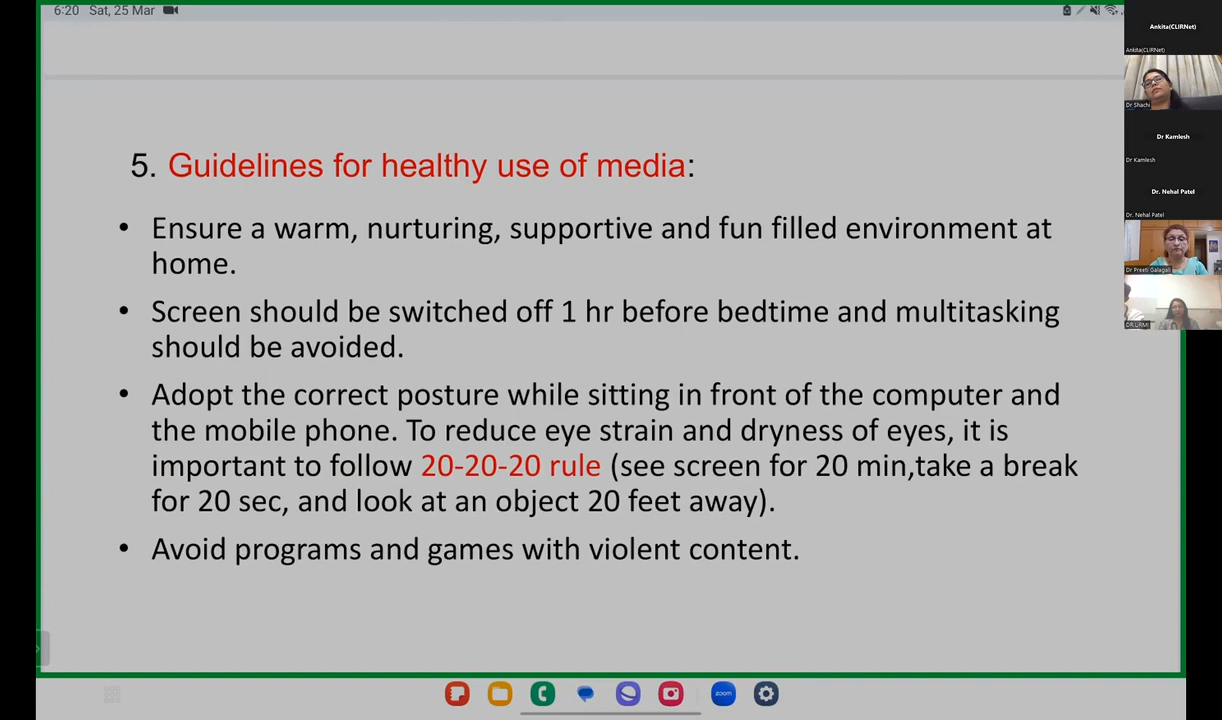 6:20 Sat, 25 Mar
5. Guidelines for healthy use of media:
• Ensure a warm, nurturing, supportive and fun filled environment at
home.
• Screen should be switched off 1 hr before bedtime and multitasking
should be avoided.
• Adopt the correct posture while sitting in front of the computer and
the mobile phone. To reduce eye strain and dryness of eyes, it is
important to follow 20-20-20 rule (see screen for 20 min,take a break
for 20 sec, and look at an object 20 feet away).
• Avoid programs and games with violent content.
Ankita(CLIRNet)
Ankita(CLIRNet)
Dr Shachi
Dr Kamlesh
Dr Kamlesh
Dr. Nehal Patel
Dr. Nehal Patel
Dr Preeti Galagali
DR URMI
zoom